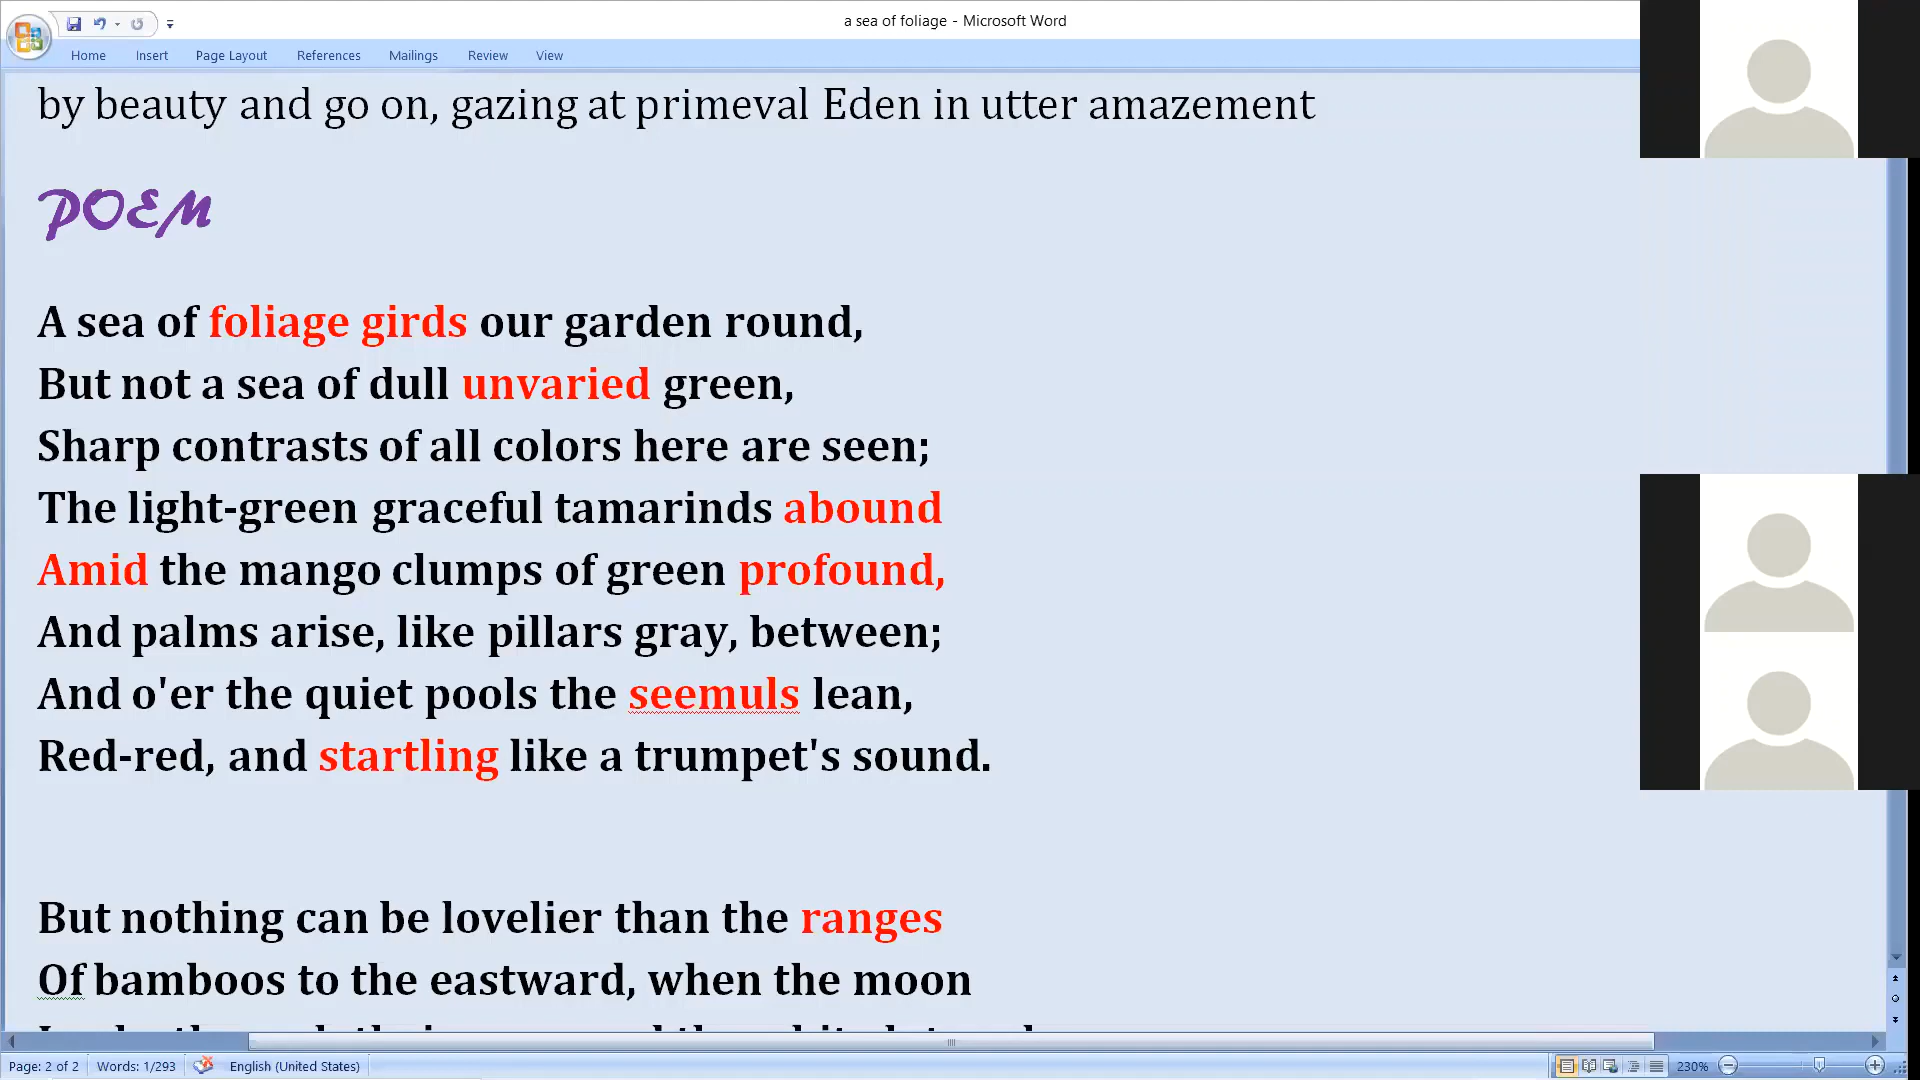 a sea of foliage - Microsoft Word
Home Insert Page Layout References Mailings Review View
by beauty and go on, gazing at primeval Eden in utter amazement
POEM
A sea of foliage girds our garden round,
But not a sea of dull unvaried green,
Sharp contrasts of all colors here are seen;
The light-green graceful tamarinds abound
Amid the mango clumps of green profound,
And palms arise, like pillars gray, between;
And o'er the quiet pools the seemuls lean,
Red-red, and startling like a trumpet's sound.
But nothing can be lovelier than the ranges
Of bamboos to the eastward, when the moon
Page: 2 of 2 Words: 1/293 English (United States) 230%